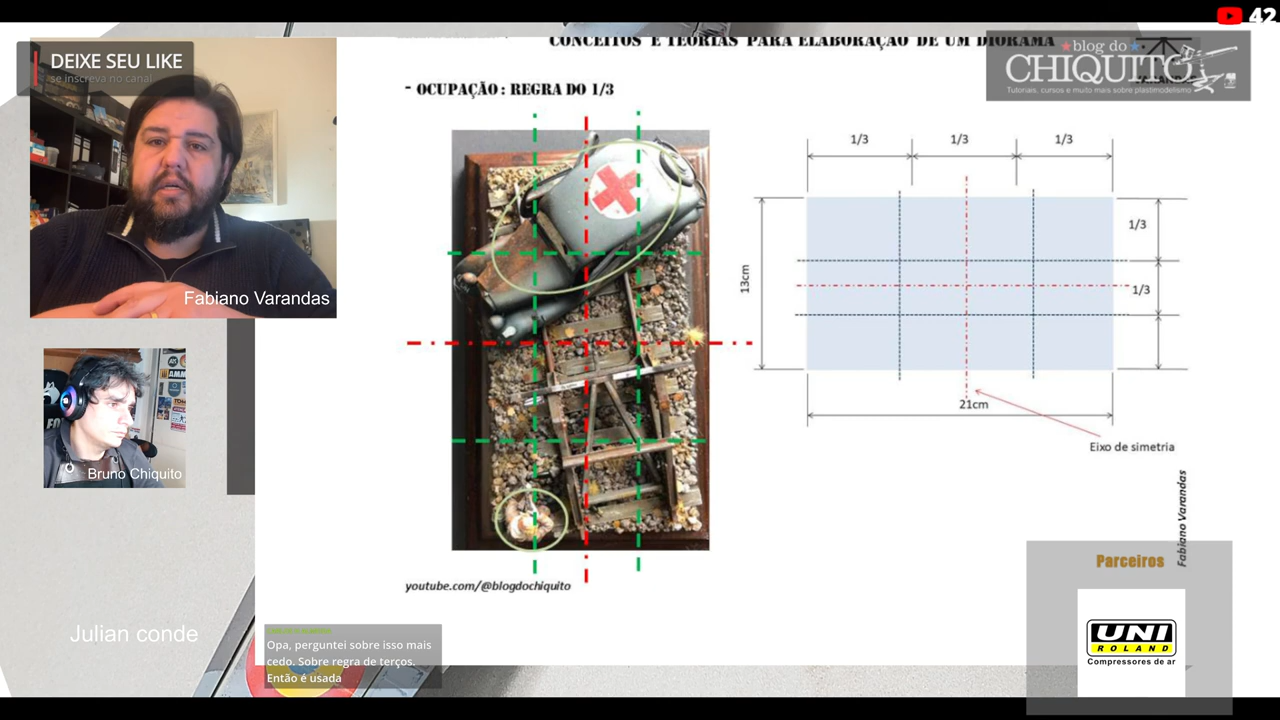 42
DEIXE SEU LIKE
se inscreva no canal
CONCEITOS E TEORIAS PARA ELABORAÇÃO DE UM DIORAMA
blog do
CHIQUITO
Tutoriais, cursos e muito mais sobre plastimodelismo
- OCUPAÇÃO : REGRA DO 1/3
1/3
1/3
1/3
1/3
1/3
13cm
21cm
Eixo de simetria
Fabiano Varandas
Fabiano Varandas
Bruno Chiquito
youtube.com/@blogdochiquito
Julian conde
Opa, perguntei sobre isso mais
cedo. Sobre regra de terços.
Então é usada
Parceiros
UNI
ROLAND
Compressores de ar